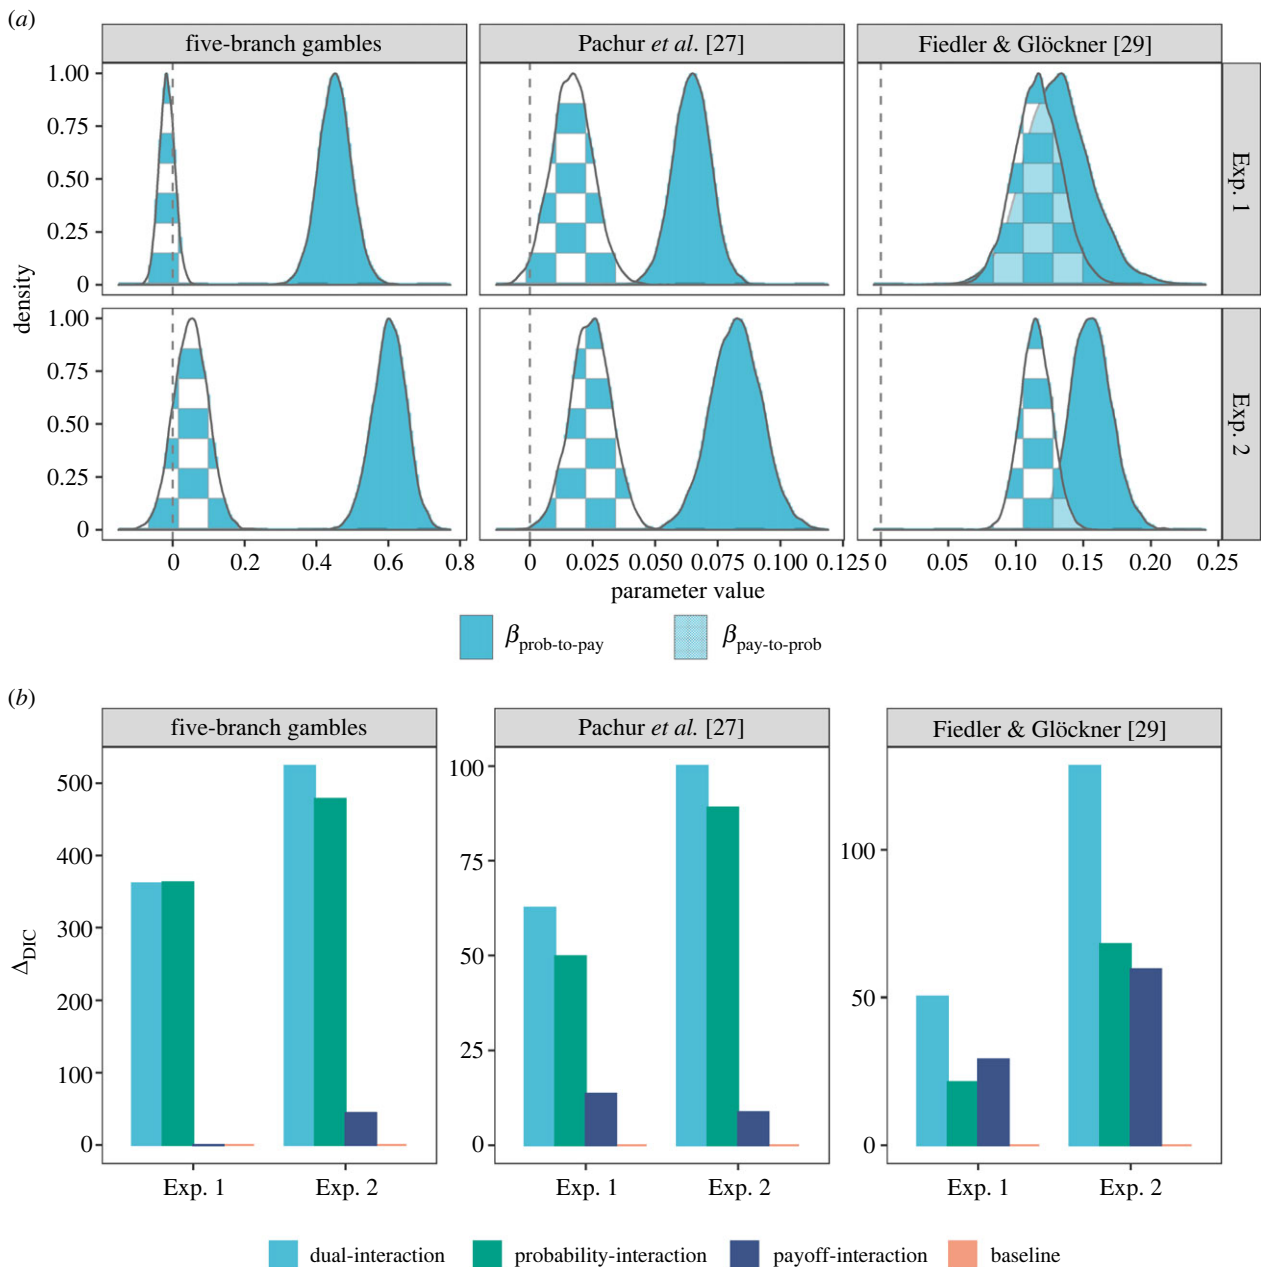 (a)
five-branch gambles
Pachur et al. [27]
Fiedler & Glöckner [29]
1.00
0.75
0.50
0.25
0
Exp. 1
density
1.00
0.75
0.50
0.25
0
Exp. 2
0 0.4 0.8
0 0.025 0.050 0.075 0.100 0.125
0 0.05 0.10 0.15 0.20 0.25
parameter value
βprob-to-pay
βpay-to-prob
(b)
five-branch gambles
Pachur et al. [27]
Fiedler & Glöckner [29]
ΔDIC
500
400
300
200
100
0
Exp. 1 Exp. 2
100
75
50
25
0
Exp. 1 Exp. 2
100
50
0
Exp. 1 Exp. 2
dual-interaction
probability-interaction
payoff-interaction
baseline